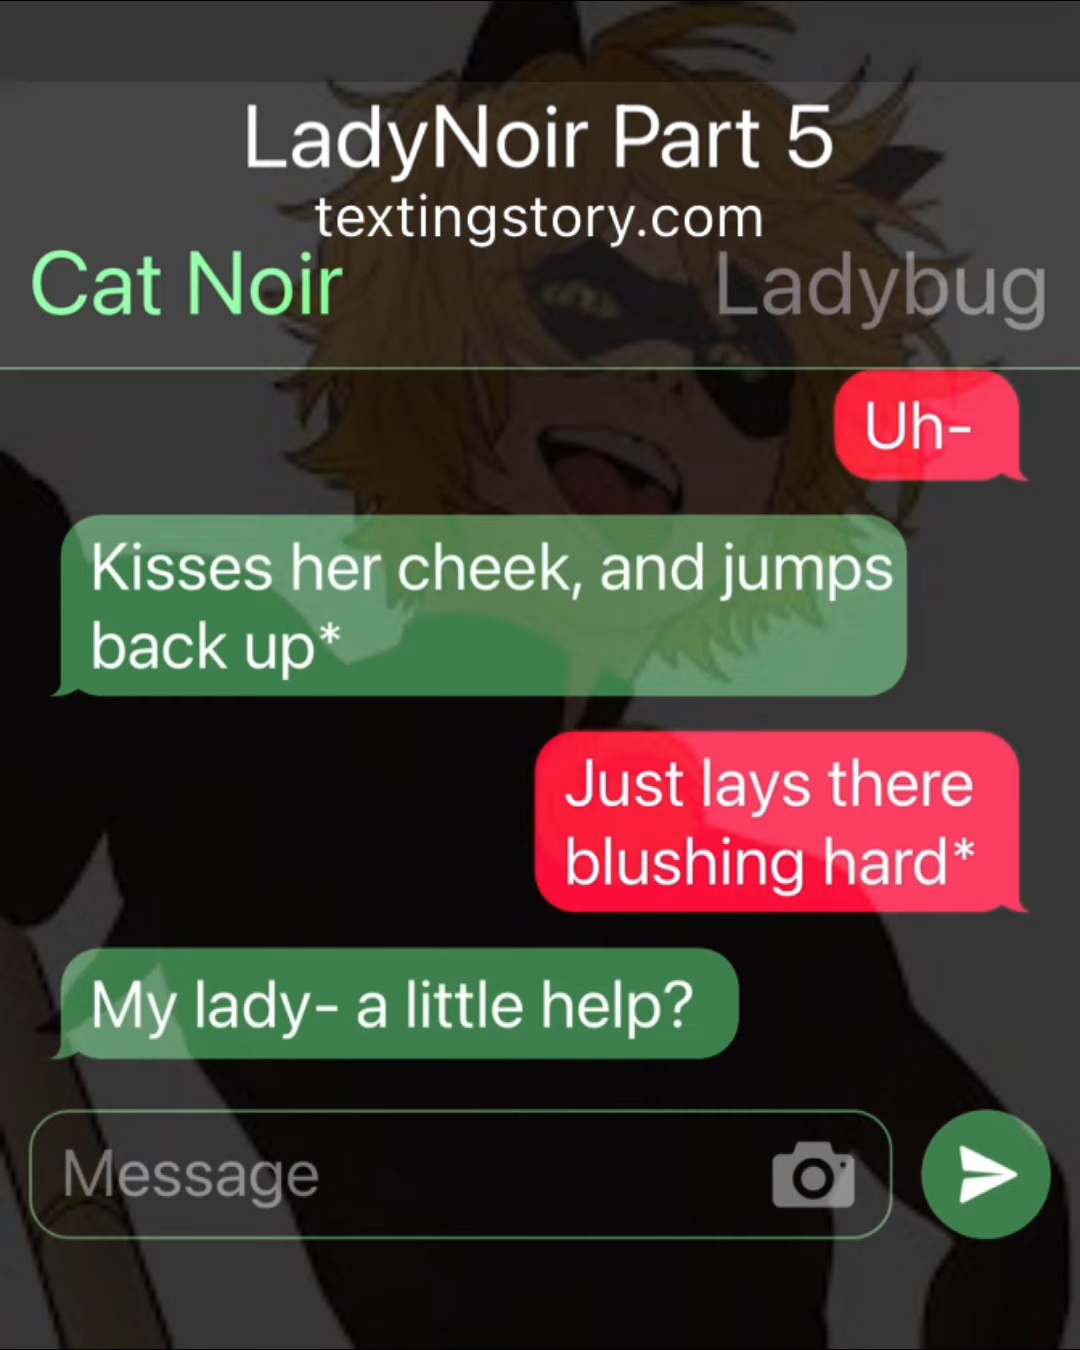 LadyNoir Part 5
textingstory.com
Cat Noir
Ladybug
Uh-
Kisses her cheek, and jumps
back up*
Just lays there
blushing hard*
My lady- a little help?
Message